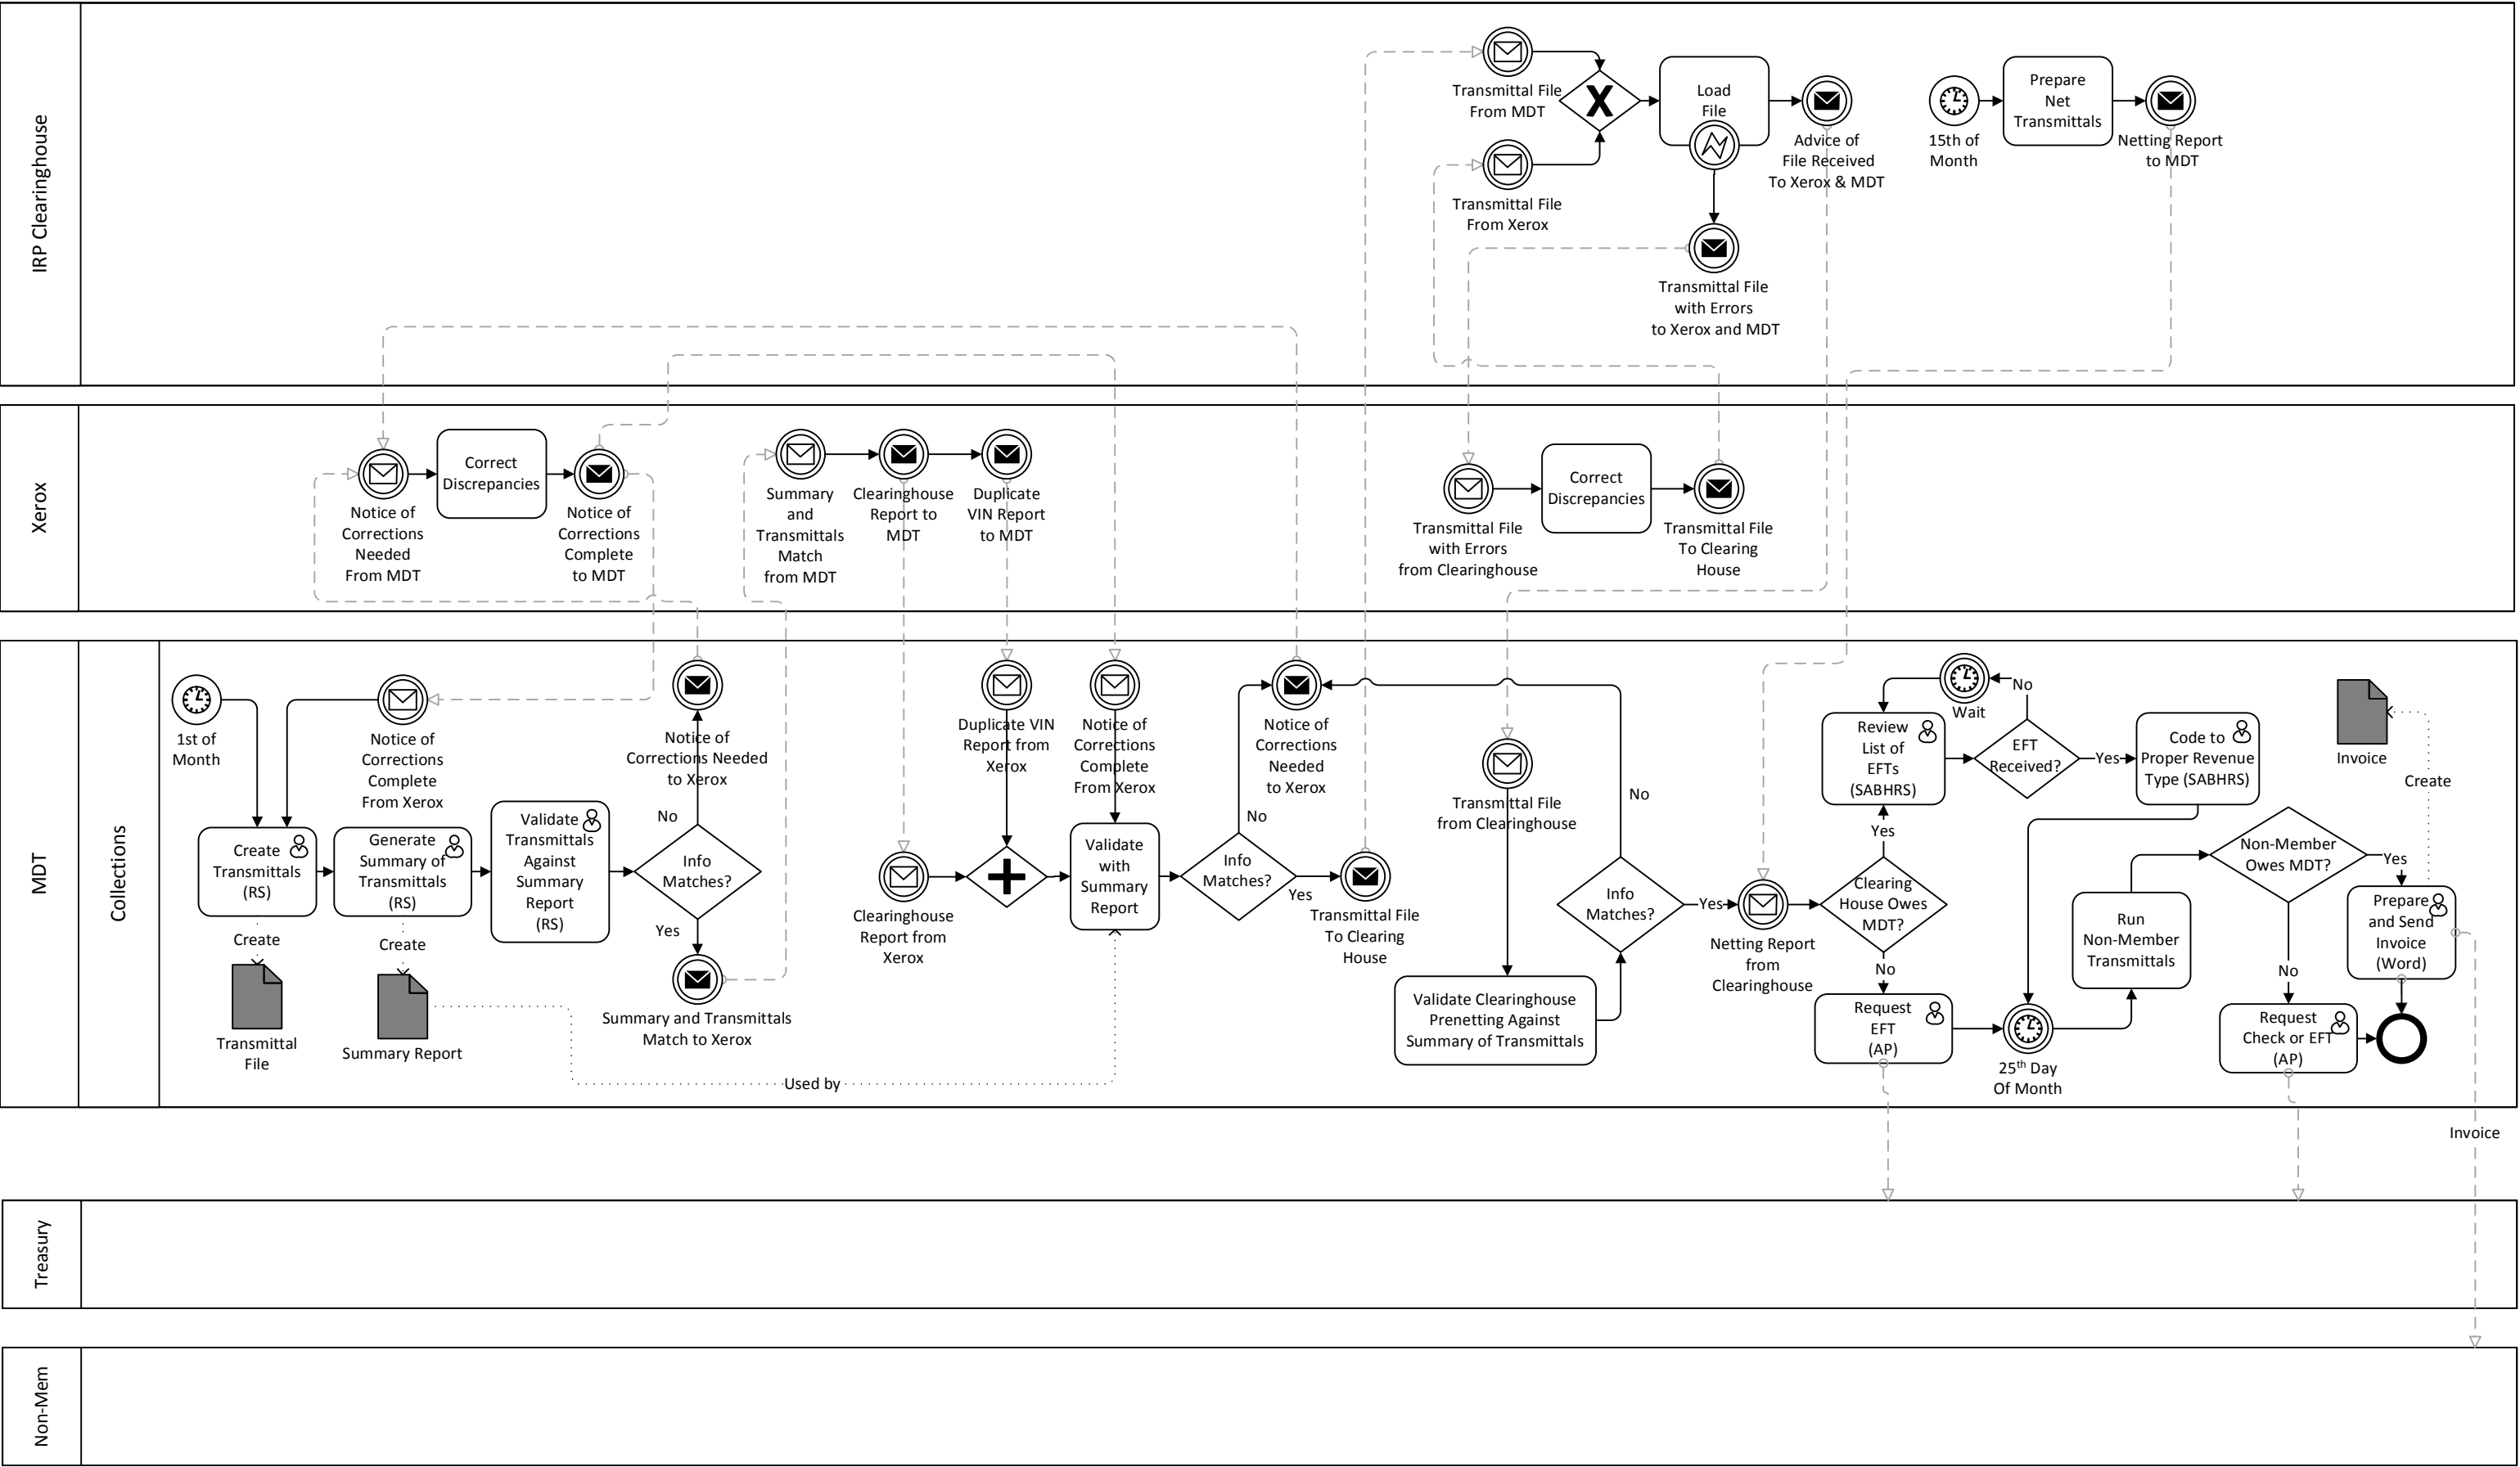 IRP Clearinghouse
Transmittal File
From MDT
Transmittal File
From Xerox
Load
File
Advice of
File Received
To Xerox & MDT
Transmittal File
with Errors
to Xerox and MDT
15th of
Month
Prepare
Net
Transmittals
Netting Report
to MDT
Xerox
Notice of
Corrections
Needed
From MDT
Correct
Discrepancies
Notice of
Corrections
Complete
to MDT
Summary
and
Transmittals
Match
from MDT
Clearinghouse
Report to
MDT
Duplicate
VIN Report
to MDT
Transmittal File
with Errors
from Clearinghouse
Correct
Discrepancies
Transmittal File
To Clearing
House
MDT
Collections
1st of
Month
Notice of
Corrections
Complete
From Xerox
Create
Transmittals
(RS)
Create
Transmittal
File
Generate
Summary of
Transmittals
(RS)
Create
Summary Report
Validate
Transmittals
Against
Summary
Report
(RS)
Notice of
Corrections Needed
to Xerox
No
Info
Matches?
Yes
Summary and Transmittals
Match to Xerox
Used by
Clearinghouse
Report from
Xerox
Duplicate VIN
Report from
Xerox
Notice of
Corrections
Complete
From Xerox
Validate
with
Summary
Report
Info
Matches?
No
Yes
Notice of
Corrections
Needed
to Xerox
Transmittal File
To Clearing
House
Transmittal File
from Clearinghouse
Validate Clearinghouse
Prenetting Against
Summary of Transmittals
No
Info
Matches?
Yes
Netting Report
from
Clearinghouse
Clearing
House Owes
MDT?
Yes
No
Review
List of
EFTs
(SABHRS)
Wait
No
EFT
Received?
Yes
Code to
Proper Revenue
Type (SABHRS)
Request
EFT
(AP)
25th Day
Of Month
Run
Non-Member
Transmittals
Non-Member
Owes MDT?
Yes
No
Invoice
Create
Prepare
and Send
Invoice
(Word)
Request
Check or EFT
(AP)
Invoice
Treasury
Non-Mem